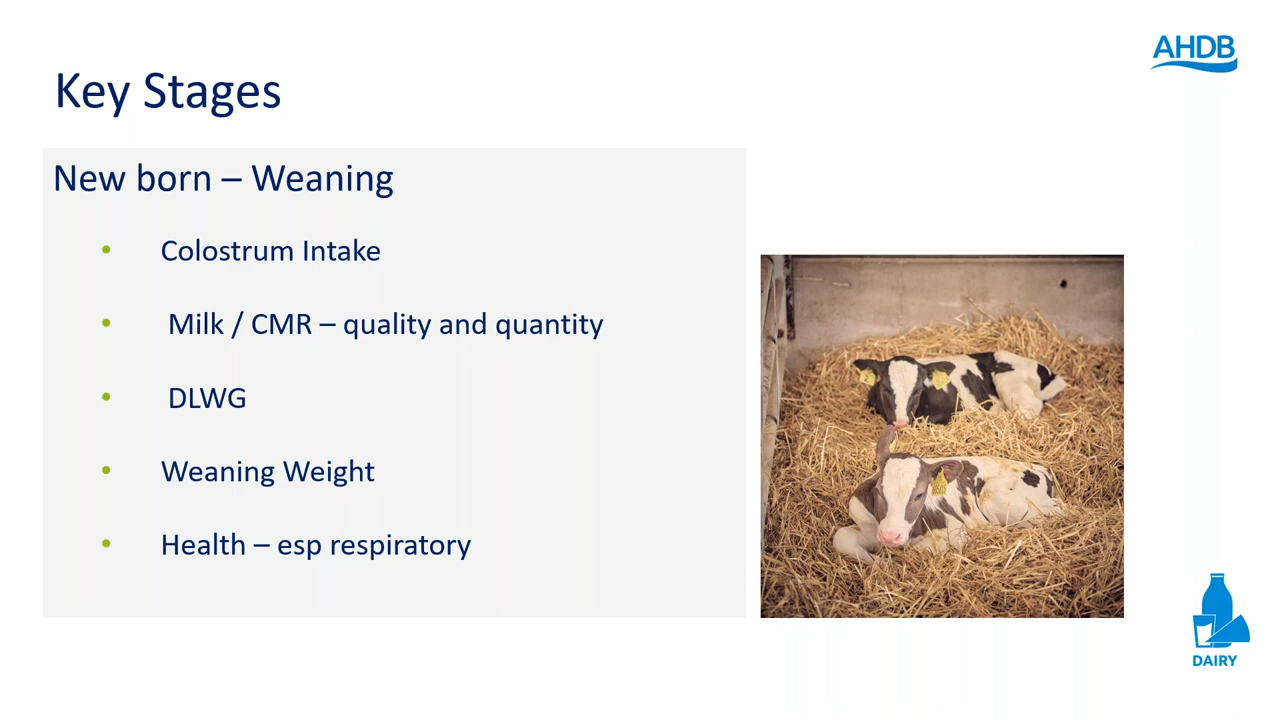 AHDB
Key Stages
New born – Weaning
• Colostrum Intake
• Milk / CMR – quality and quantity
• DLWG
• Weaning Weight
• Health – esp respiratory
DAIRY